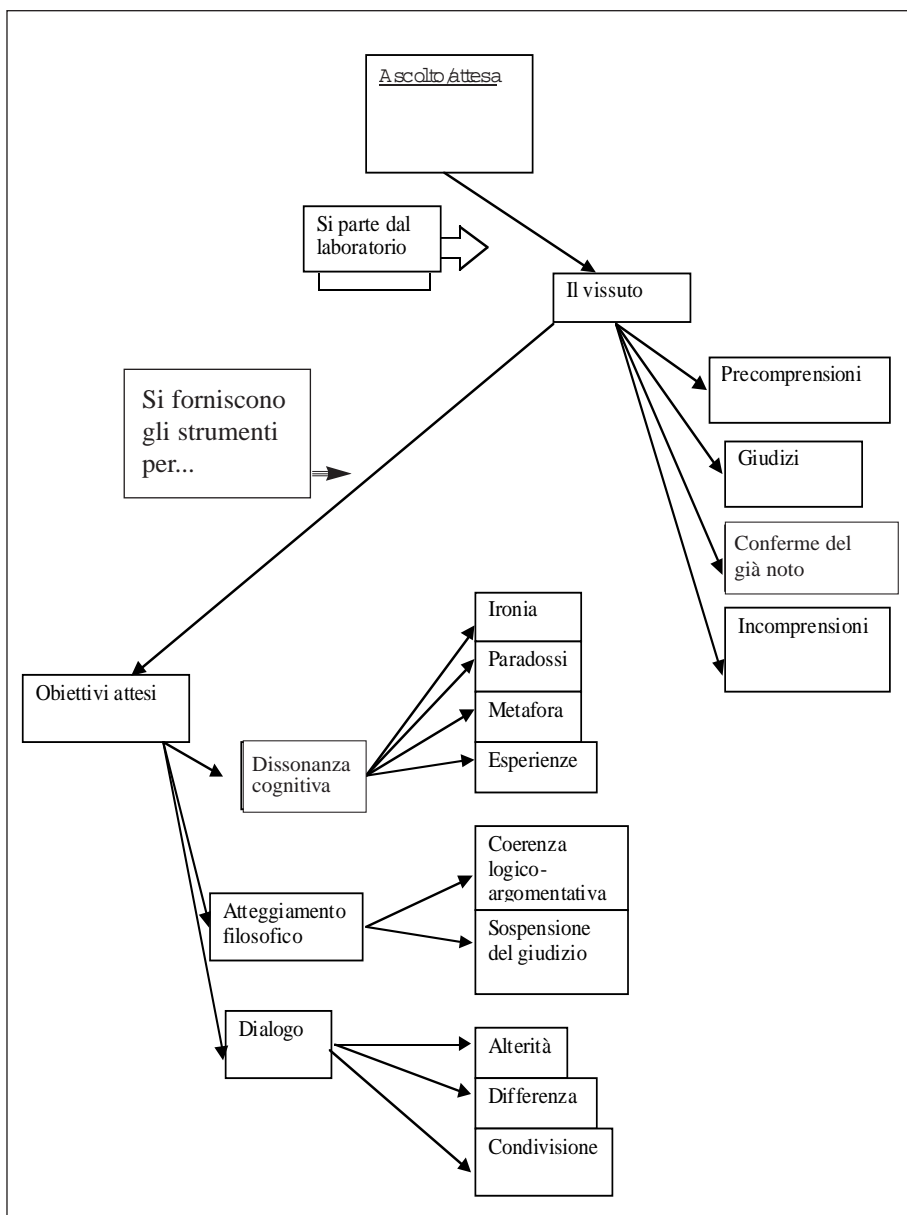 Ascolto/attesa
Si parte dal
laboratorio
Il vissuto
Precomprensioni
Si forniscono
gli strumenti
per...
Giudizi
Conferme del
già noto
Incomprensioni
Obiettivi attesi
Dissonanza
cognitiva
Ironia
Paradossi
Metafora
Esperienze
Atteggiamento
filosofico
Coerenza
logico-
argomentativa
Sospensione
del giudizio
Dialogo
Alterità
Differenza
Condivisione